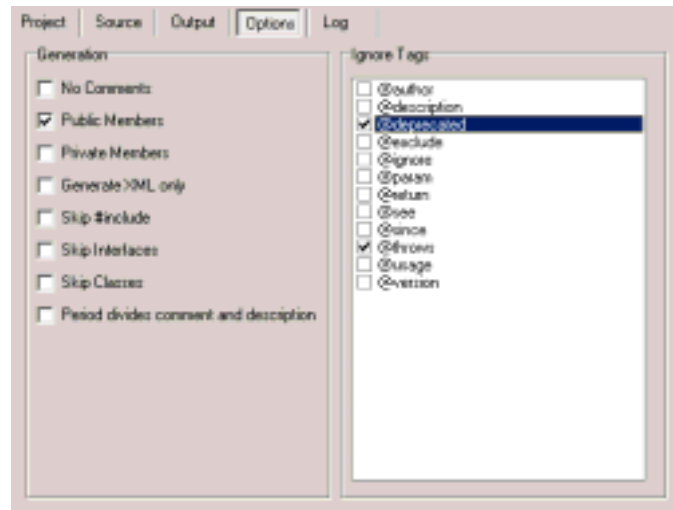 Project Source Output Options Log
Generation
No Comments
Public Members
Private Members
Generate XML only
Skip #include
Skip Interfaces
Skip Classes
Period divides comment and description
Ignore Tags
@author
@description
@deprecated
@exclude
@ignore
@param
@return
@see
@since
@throws
@usage
@version